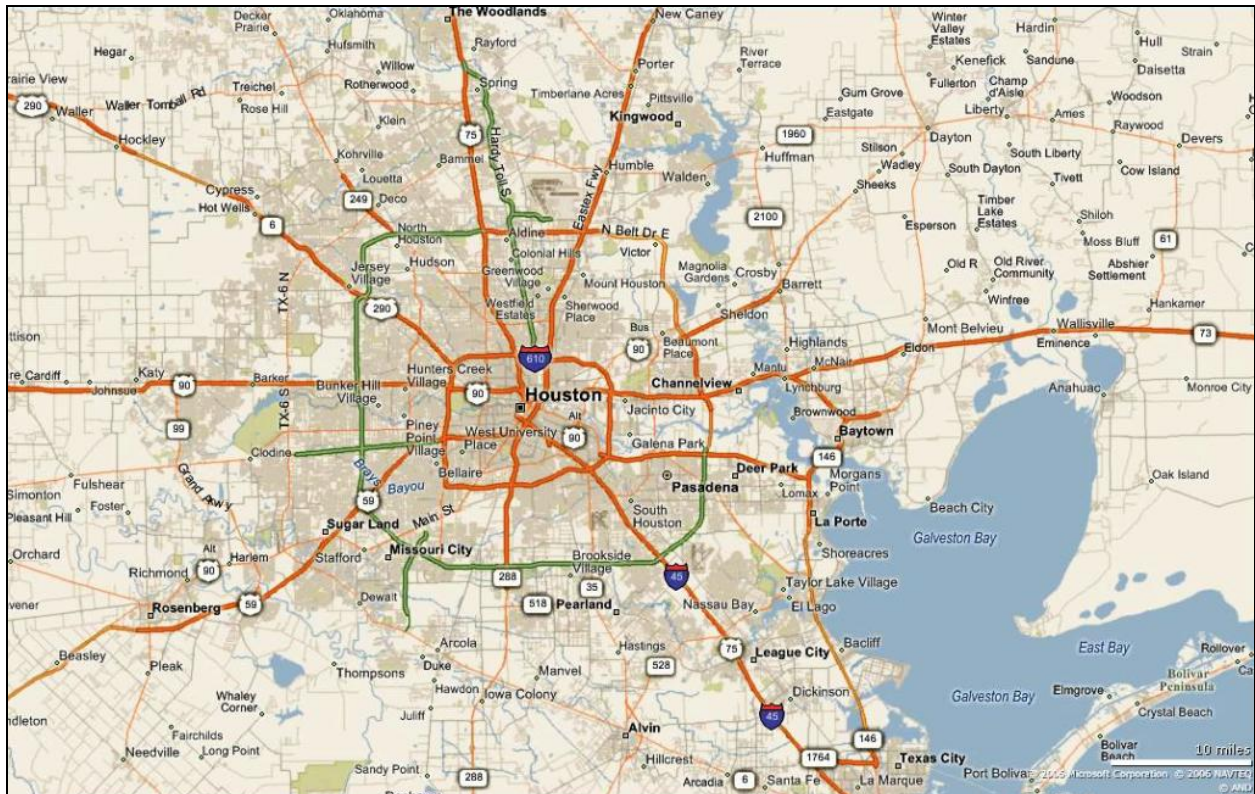 The Woodlands
Decker
Prairie
Oklahoma
New Caney
Winter
Valley
Estates
Hardin
Hull
Strain
Hegar
Hufsmith
Rayford
River
Terrace
Kenefick
Sandune
Daisetta
Willow
Porter
Fullerton
Champ
d'Aisle
Treichel
Rotherwood
Spring
Timberlane Acres
Pittsville
Gum Grove
Woodson
290
Waller
Waller Tomball Rd
Rose Hill
Klein
Kingwood
Eastgate
Liberty
Ames
Raywood
Devers
Hockley
75
Hardy Toll
1960
Dayton
Kohrville
Bammel
Humble
Huffman
Stilson
Wadley
South Liberty
Louetta
Walden
South Dayton
Tivett
Cow Island
Cypress
249
Deco
Eastex Fwy
Sheeks
Hot Wells
6
North
Houston
Aldine
N Belt Dr E
2100
Esperson
Timber
Lake
Estates
Shiloh
Moss Bluff
61
Colonial Hills
Victor
Jersey
Village
Hudson
Greenwood
Village
Mount Houston
Magnolia
Gardens
Crosby
Old R
Old River
Community
Abshier
Settlement
TX-6 N
Barrett
Winfree
Hankamer
290
Westfield
Estates
Sherwood
Place
Sheldon
Mont Belvieu
Wallisville
73
Bus
90
Beaumont
Place
Highlands
Eldon
Eminence
610
Mantu
McNair
Katy
Barker
Hunters Creek
Village
Channelview
Lynchburg
Anahuac
Monroe City
Johnsue
90
Bunker Hill
Village
90
Houston
Jacinto City
Brownwood
TX-6 S
99
Piney
Point
Village
West University
Place
Alt
90
Galena Park
Baytown
Clodine
Brays
Bayou
Bellaire
Deer Park
146
Morgans
Point
Oak Island
Fulshear
Simonton
Pasadena
Lomax
Foster
59
Main St
South
Houston
Beach City
Pleasant Hill
Sugar Land
La Porte
Galveston Bay
Orchard
Alt
Harlem
Stafford
Missouri City
Brookside
Village
Shoreacres
Richmond
90
288
45
Taylor Lake Village
59
Dewalt
518
35
Pearland
Nassau Bay
El Lago
Rosenberg
Arcola
Hastings
75
League City
Bacliff
East Bay
Rollover
Beasley
Pleak
Thompsons
Duke
Manvel
528
Bolivar
Peninsula
Whaley
Corner
Hawdon
Iowa Colony
Dickinson
Galveston Bay
Elmgrove
Juliff
45
Crystal Beach
Fairchilds
Alvin
146
Needville
Long Point
Hillcrest
1764
Texas City
Bolivar
Beach
10 miles
Sandy Point
288
Arcadia
6
Santa Fe
La Marque
Port Bolivar
© 2006 Microsoft Corporation © 2006 NAVTEQ
© AND